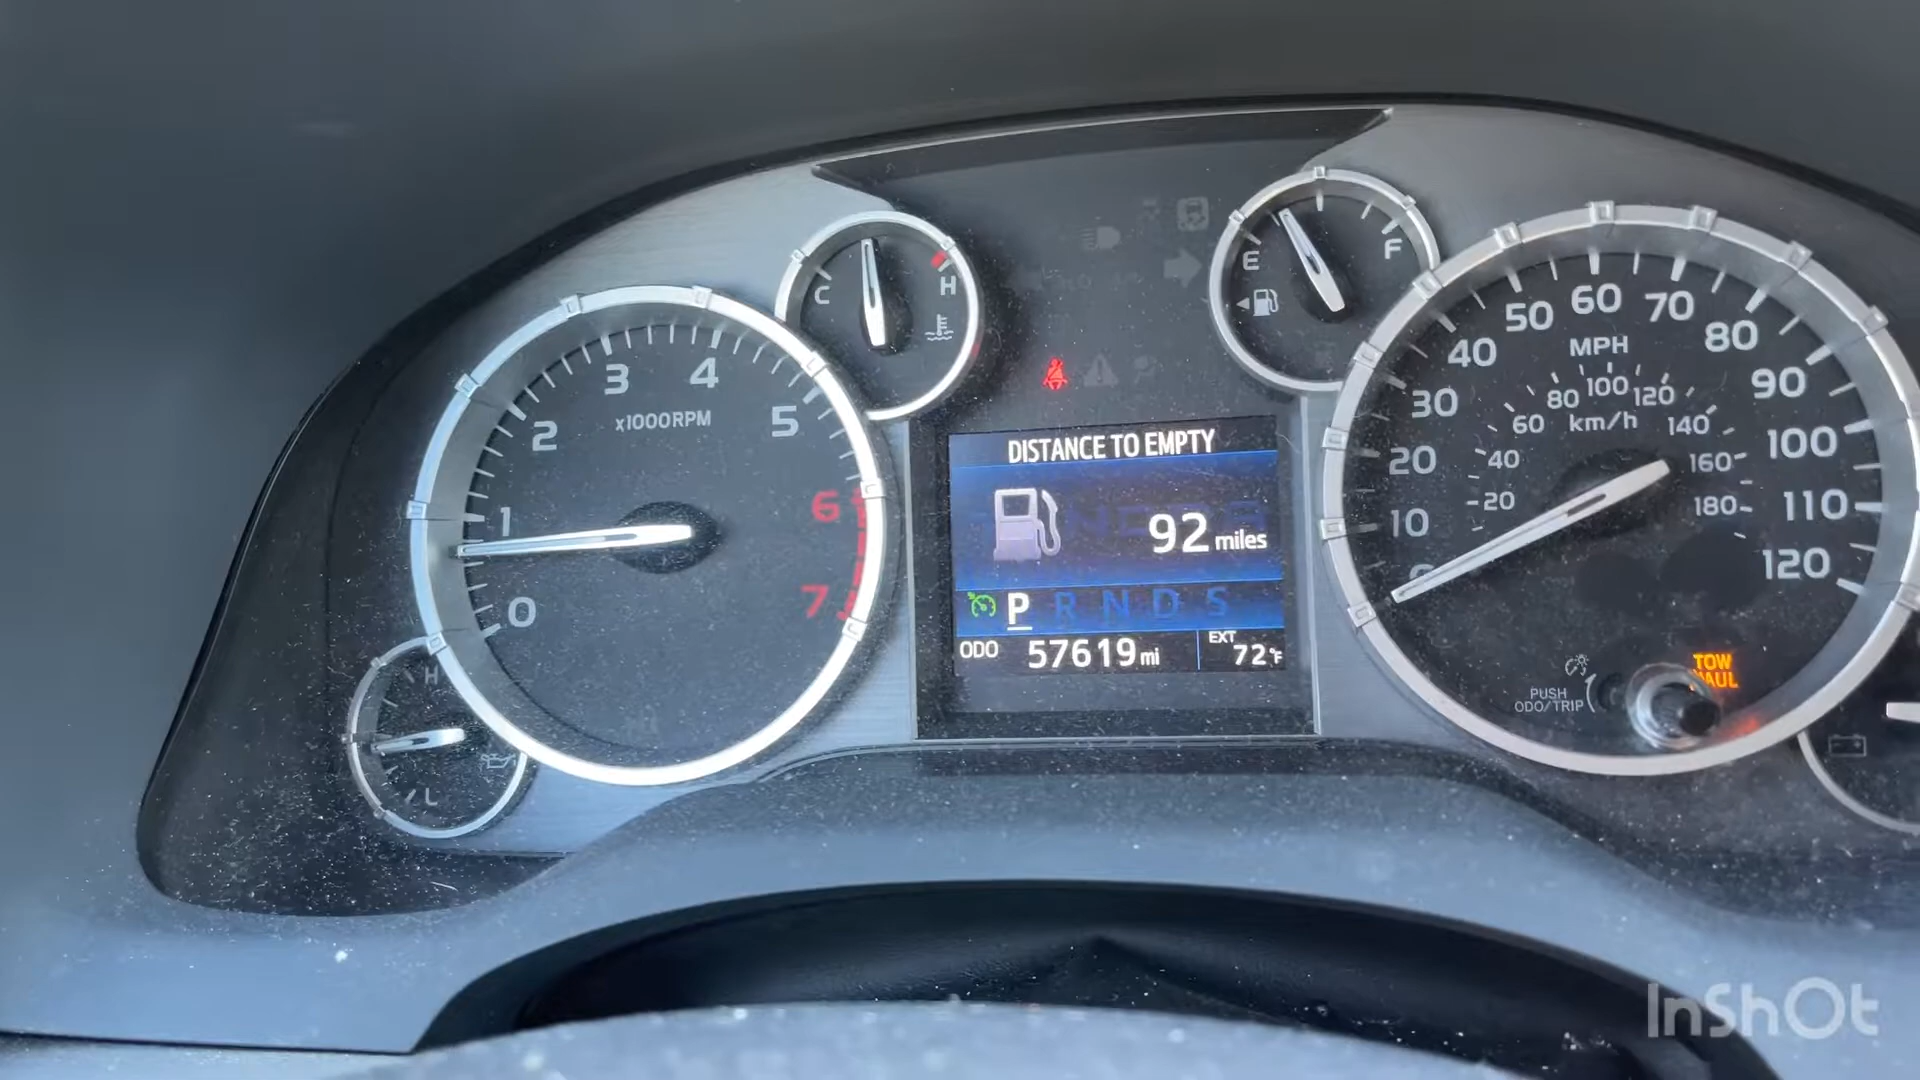 C
H
E
F
0
1
2
3
4
5
6
7
x1000RPM
H
L
DISTANCE TO EMPTY
92 miles
P R N D S
ODO 57619 mi
EXT 72°F
10
20
30
40
50
60
70
80
90
100
110
120
MPH
20
40
60
80
100
120
140
160
180
km/h
PUSH
ODO/TRIP
TOW
HAUL
InShOt